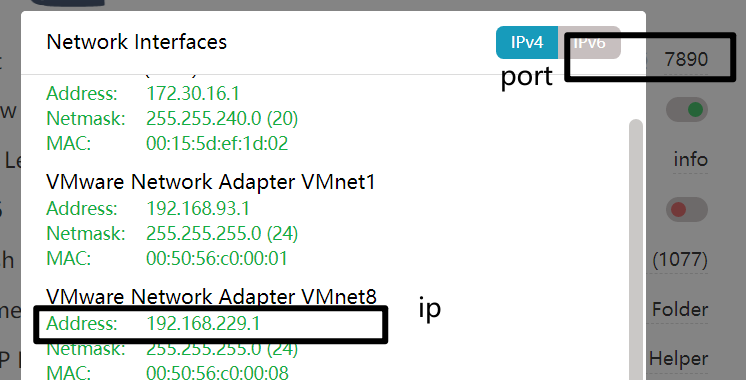 Network Interfaces
IPv4
IPv6
port
7890
Address: 172.30.16.1
Netmask: 255.255.240.0 (20)
MAC: 00:15:5d:ef:1d:02
info
VMware Network Adapter VMnet1
Address: 192.168.93.1
Netmask: 255.255.255.0 (24)
MAC: 00:50:56:c0:00:01
(1077)
VMware Network Adapter VMnet8
ip
Address: 192.168.229.1
Folder
Netmask: 255.255.255.0 (24)
Helper
MAC: 00:50:56:c0:00:08